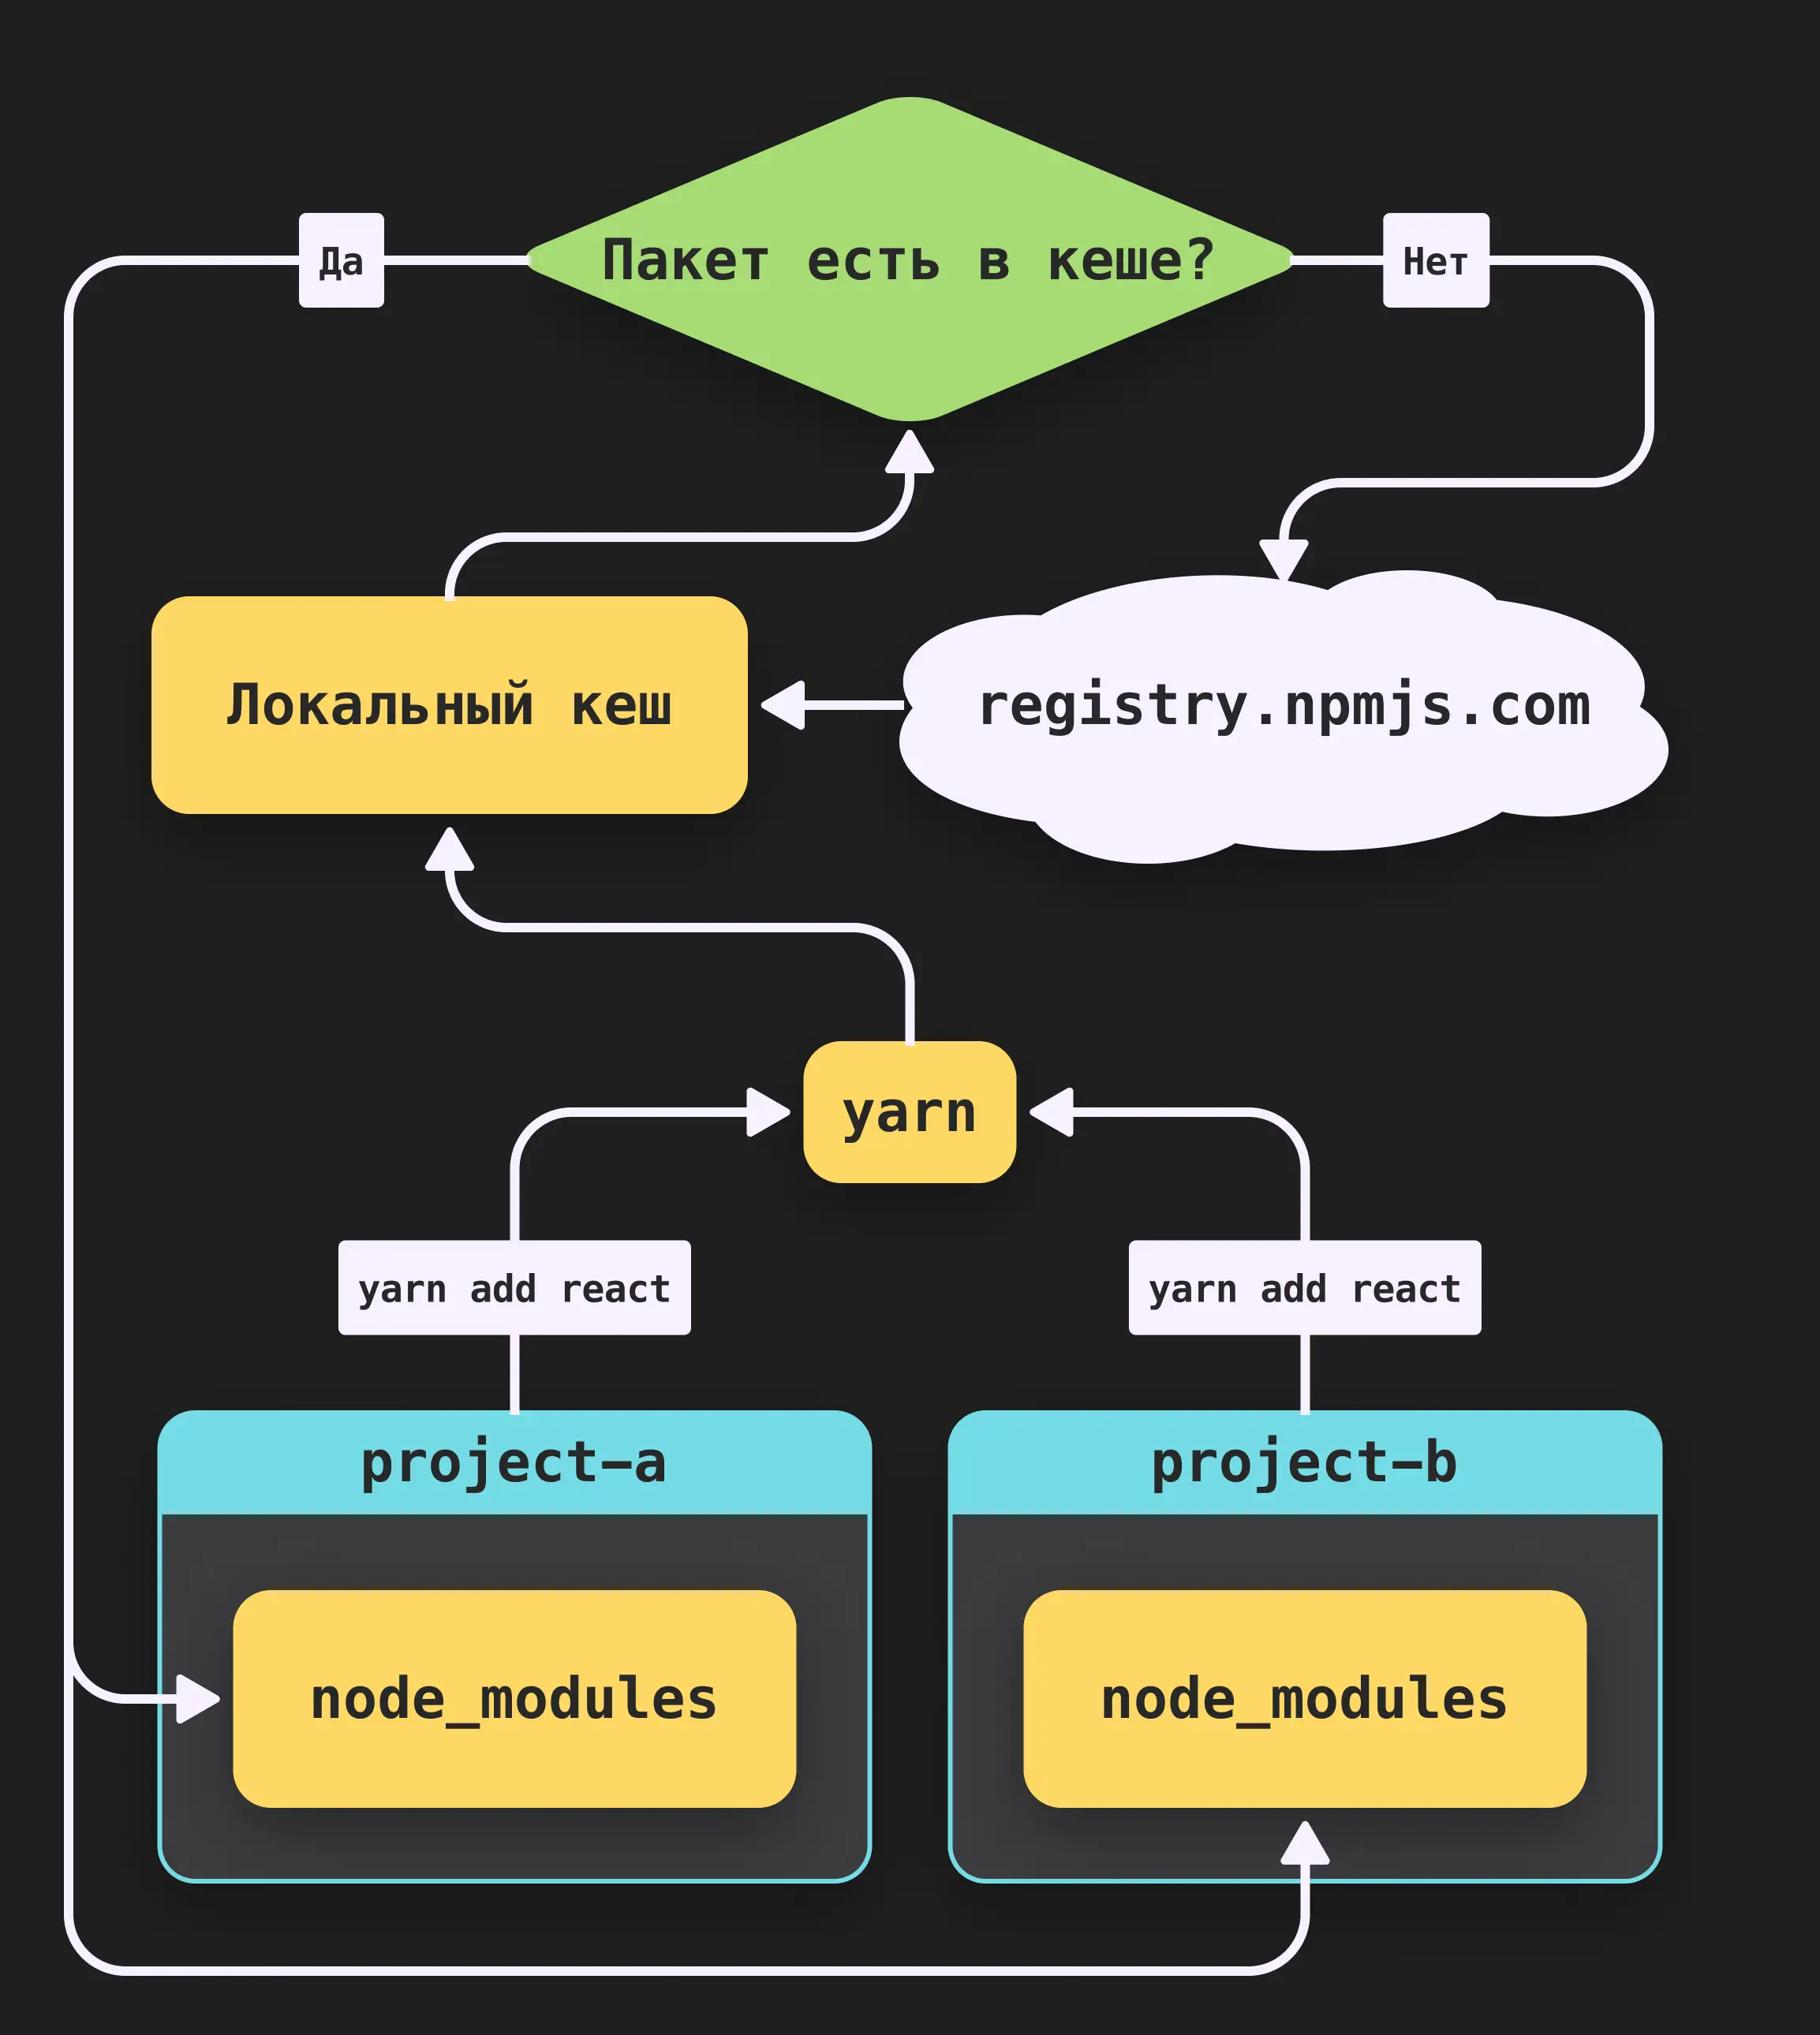 Пакет есть в кеше?
Да
Нет
Локальный кеш
registry.npmjs.com
yarn
yarn add react
yarn add react
project-a
project-b
node_modules
node_modules